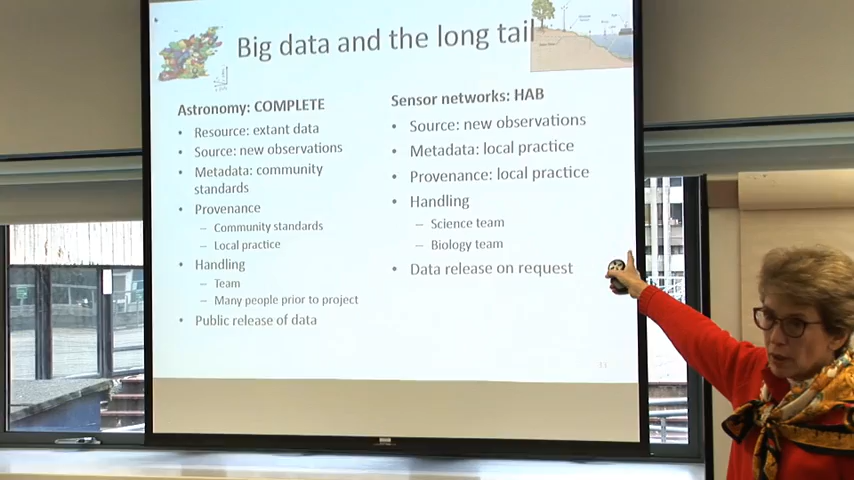 Big data and the long tail
Astronomy: COMPLETE
• Resource: extant data
• Source: new observations
• Metadata: community
standards
• Provenance
– Community standards
– Local practice
• Handling
– Team
– Many people prior to project
• Public release of data
Sensor networks: HAB
• Source: new observations
• Metadata: local practice
• Provenance: local practice
• Handling
– Science team
– Biology team
• Data release on request